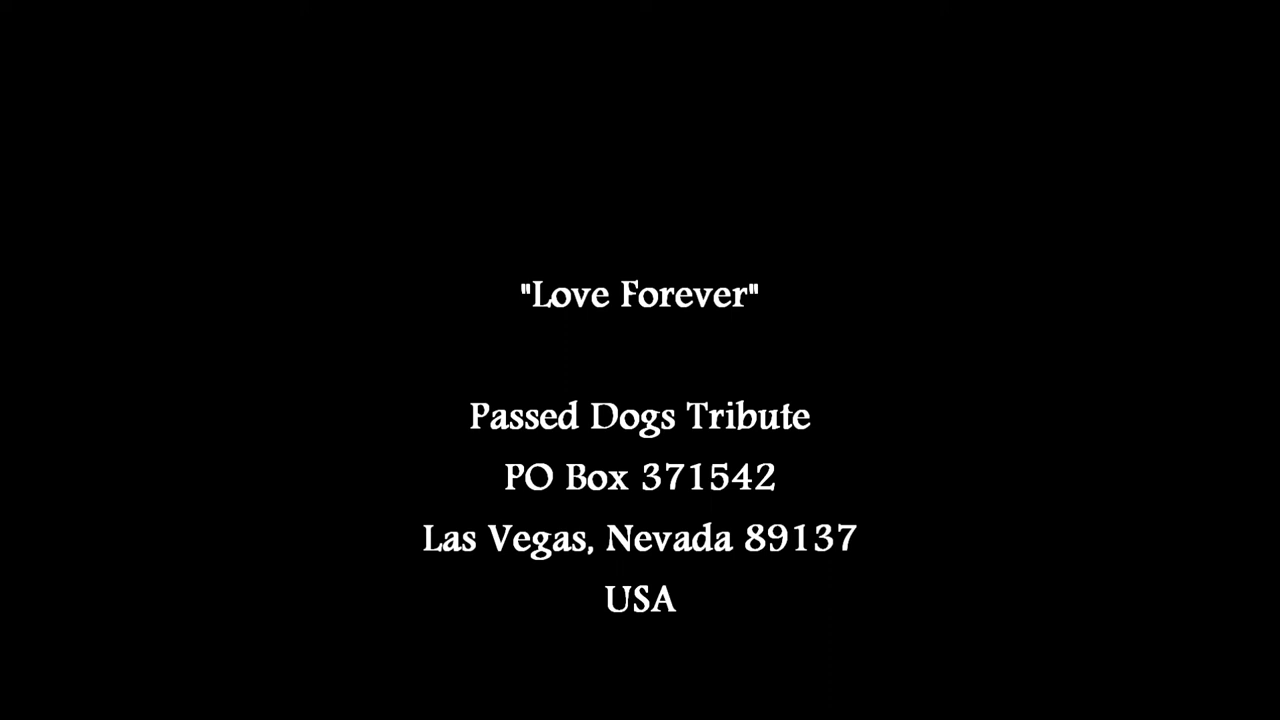 "Love Forever"
Passed Dogs Tribute
PO Box 371542
Las Vegas, Nevada 89137
USA